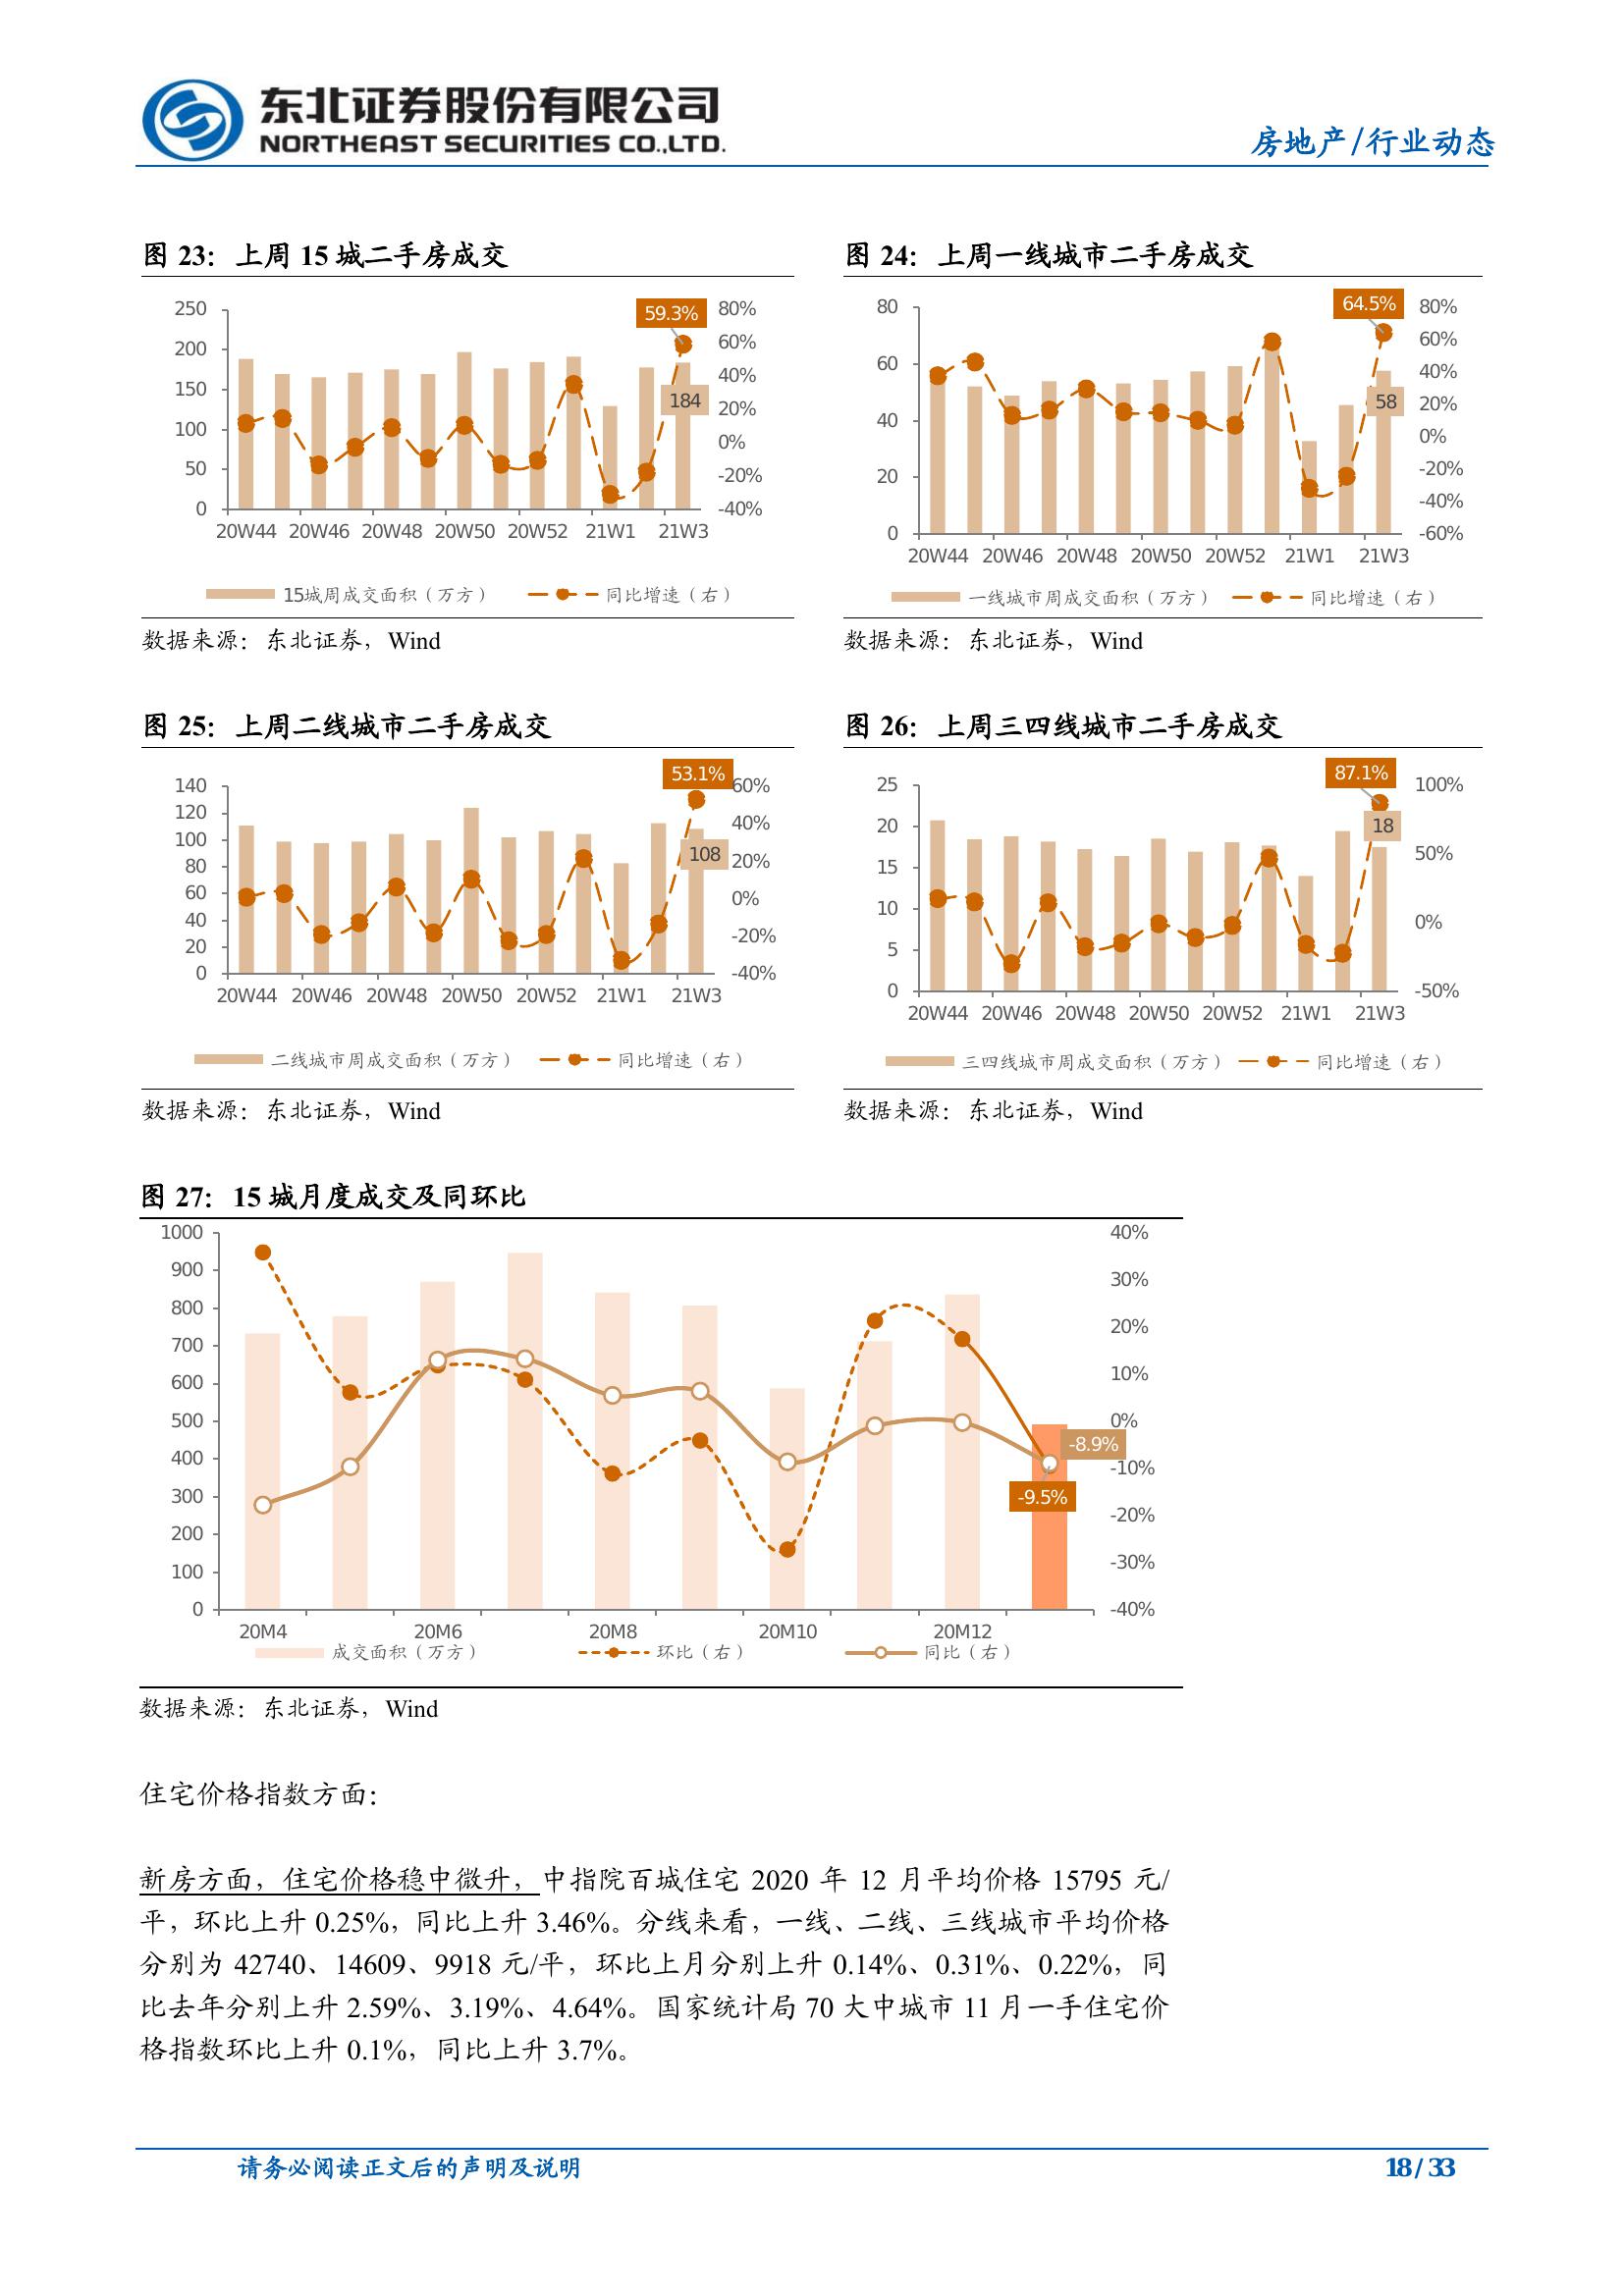 东北证券股份有限公司
NORTHEAST SECURITIES CO.,LTD.
房地产/行业动态
图 23：上周 15 城二手房成交
250
200
150
100
50
0
80%
60%
40%
20%
0%
-20%
-40%
59.3%
184
20W44 20W46 20W48 20W50 20W52 21W1 21W3
15城周成交面积（万方） 同比增速（右）
数据来源：东北证券，Wind
图 24：上周一线城市二手房成交
80
60
40
20
0
80%
60%
40%
20%
0%
-20%
-40%
-60%
64.5%
58
20W44 20W46 20W48 20W50 20W52 21W1 21W3
一线城市周成交面积（万方） 同比增速（右）
数据来源：东北证券，Wind
图 25：上周二线城市二手房成交
140
120
100
80
60
40
20
0
60%
40%
20%
0%
-20%
-40%
53.1%
108
20W44 20W46 20W48 20W50 20W52 21W1 21W3
二线城市周成交面积（万方） 同比增速（右）
数据来源：东北证券，Wind
图 26：上周三四线城市二手房成交
25
20
15
10
5
0
100%
50%
0%
-50%
87.1%
18
20W44 20W46 20W48 20W50 20W52 21W1 21W3
三四线城市周成交面积（万方） 同比增速（右）
数据来源：东北证券，Wind
图 27：15 城月度成交及同环比
1000
900
800
700
600
500
400
300
200
100
0
40%
30%
20%
10%
0%
-10%
-20%
-30%
-40%
-8.9%
-9.5%
20M4 20M6 20M8 20M10 20M12
成交面积（万方） 环比（右） 同比（右）
数据来源：东北证券，Wind
住宅价格指数方面：
新房方面，住宅价格稳中微升，中指院百城住宅 2020 年 12 月平均价格 15795 元/
平，环比上升 0.25%，同比上升 3.46%。分线来看，一线、二线、三线城市平均价格
分别为 42740、14609、9918 元/平，环比上月分别上升 0.14%、0.31%、0.22%，同
比去年分别上升 2.59%、3.19%、4.64%。国家统计局 70 大中城市 11 月一手住宅价
格指数环比上升 0.1%，同比上升 3.7%。
请务必阅读正文后的声明及说明
18 / 33